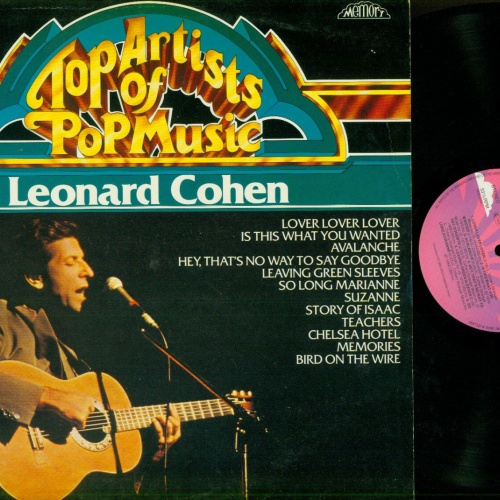 Memory
Top Artists
of
Pop Music
Leonard Cohen
LOVER LOVER LOVER
IS THIS WHAT YOU WANTED
AVALANCHE
HEY, THAT'S NO WAY TO SAY GOODBYE
LEAVING GREEN SLEEVES
SO LONG MARIANNE
SUZANNE
STORY OF ISAAC
TEACHERS
CHELSEA HOTEL
MEMORIES
BIRD ON THE WIRE